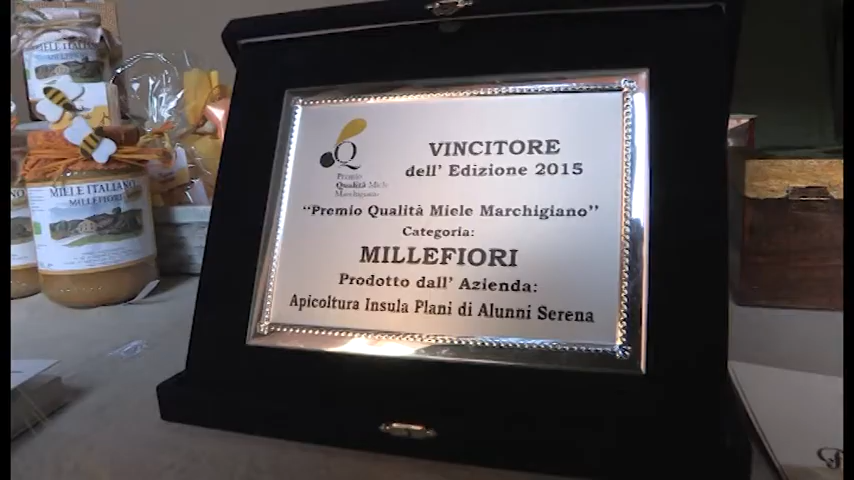 MIELE ITALIANO
MILLEFIORI
MIELE ITALIANO
MILLEFIORI
Premio
Qualità Miele
Marchigiano
VINCITORE
dell' Edizione 2015
"Premio Qualità Miele Marchigiano"
Categoria:
MILLEFIORI
Prodotto dall' Azienda:
Apicoltura Insula Plani di Alunni Serena